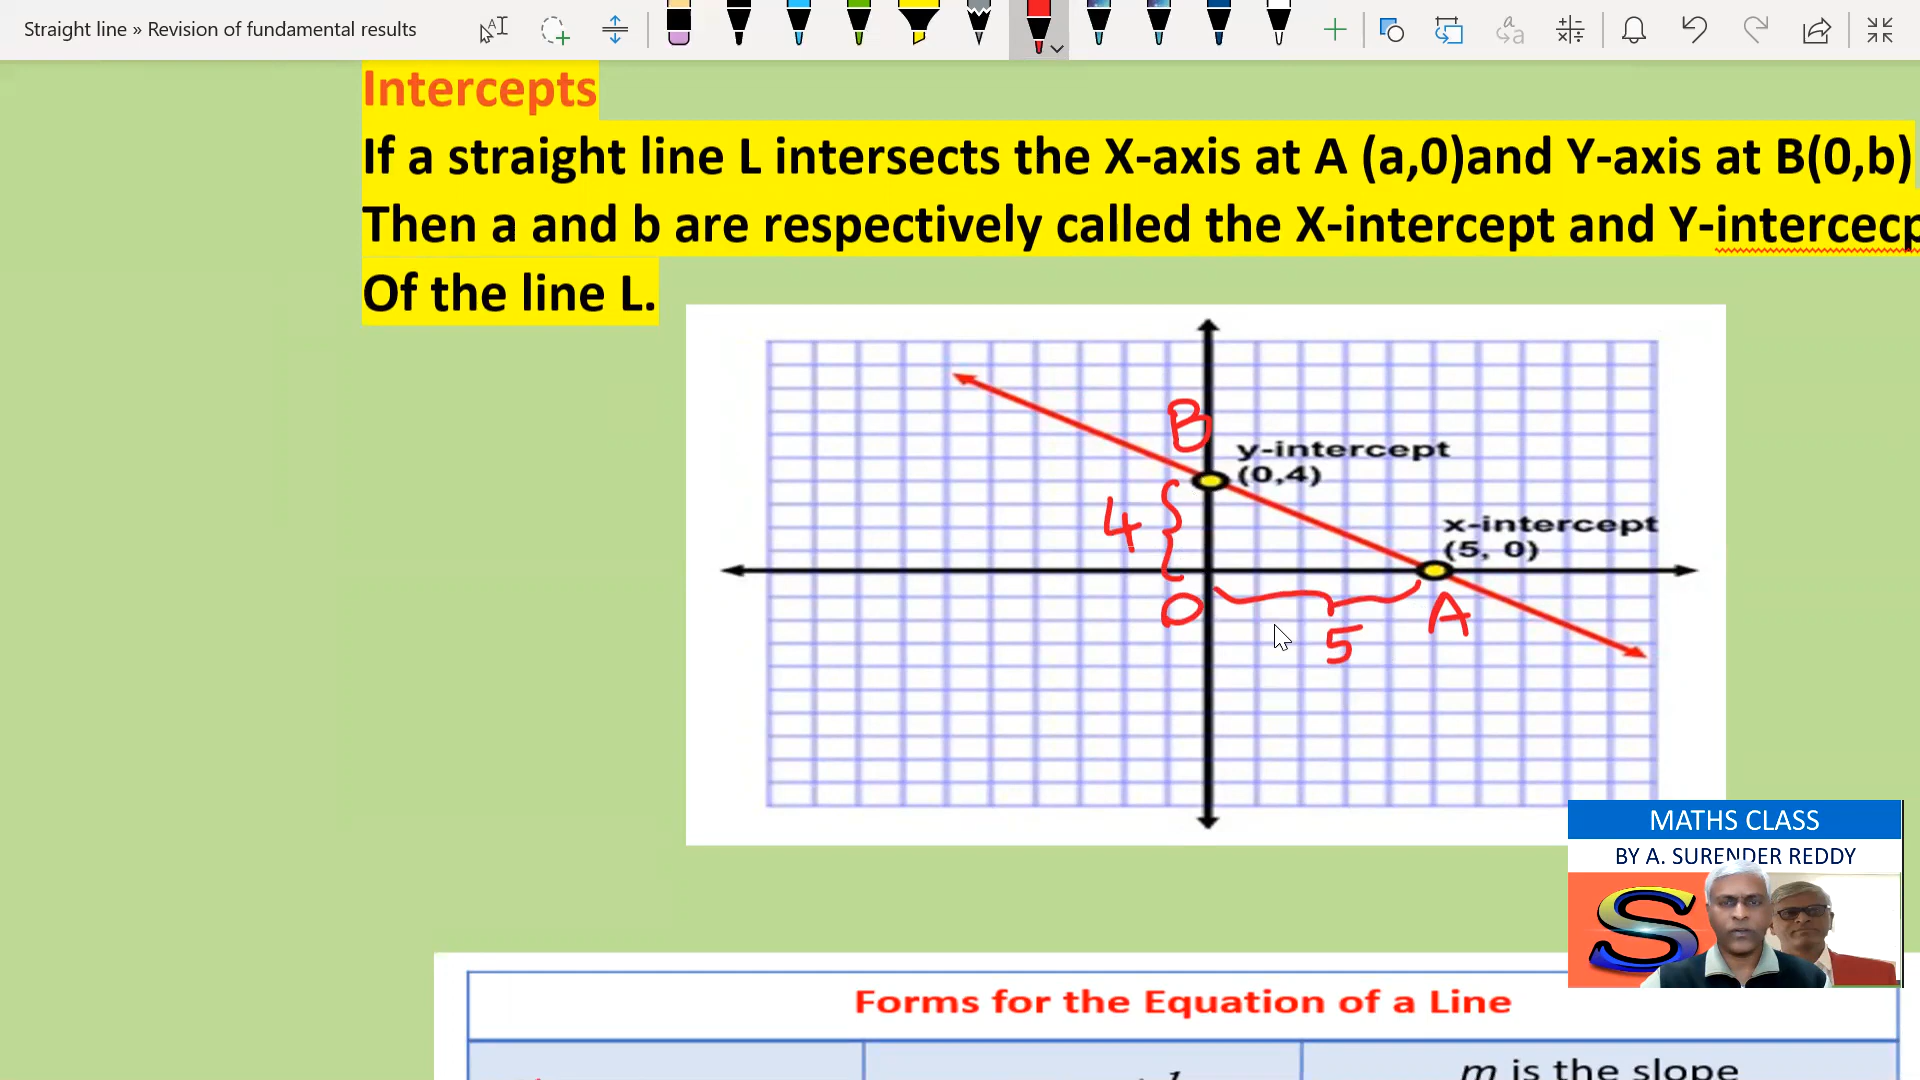 Straight line » Revision of fundamental results
Intercepts
If a straight line L intersects the X-axis at A (a,0)and Y-axis at B(0,b)
Then a and b are respectively called the X-intercept and Y-intercecp
Of the line L.
B
y-intercept
(0,4)
4
x-intercept
(5, 0)
O
A
5
MATHS CLASS
BY A. SURENDER REDDY
S
Forms for the Equation of a Line
m is the slope